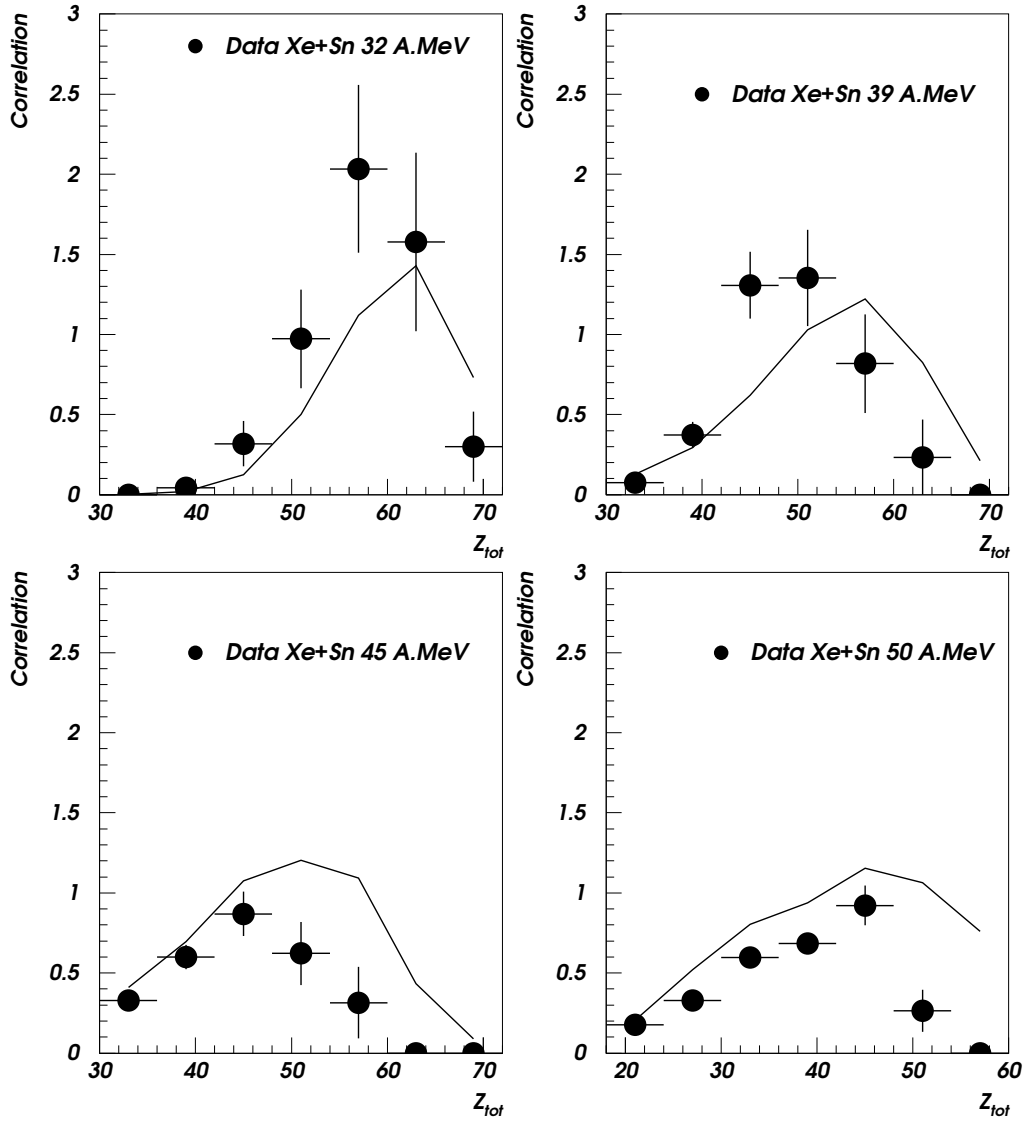 3
Data Xe+Sn 32 A.MeV
Correlation
2.5
2
1.5
1
0.5
0
30 40 50 60 70
Z_tot
3
Correlation
2.5
Data Xe+Sn 39 A.MeV
2
1.5
1
0.5
0
30 40 50 60 70
Z_tot
3
Correlation
2.5
Data Xe+Sn 45 A.MeV
2
1.5
1
0.5
0
30 40 50 60 70
Z_tot
3
Correlation
2.5
Data Xe+Sn 50 A.MeV
2
1.5
1
0.5
0
20 30 40 50 60
Z_tot